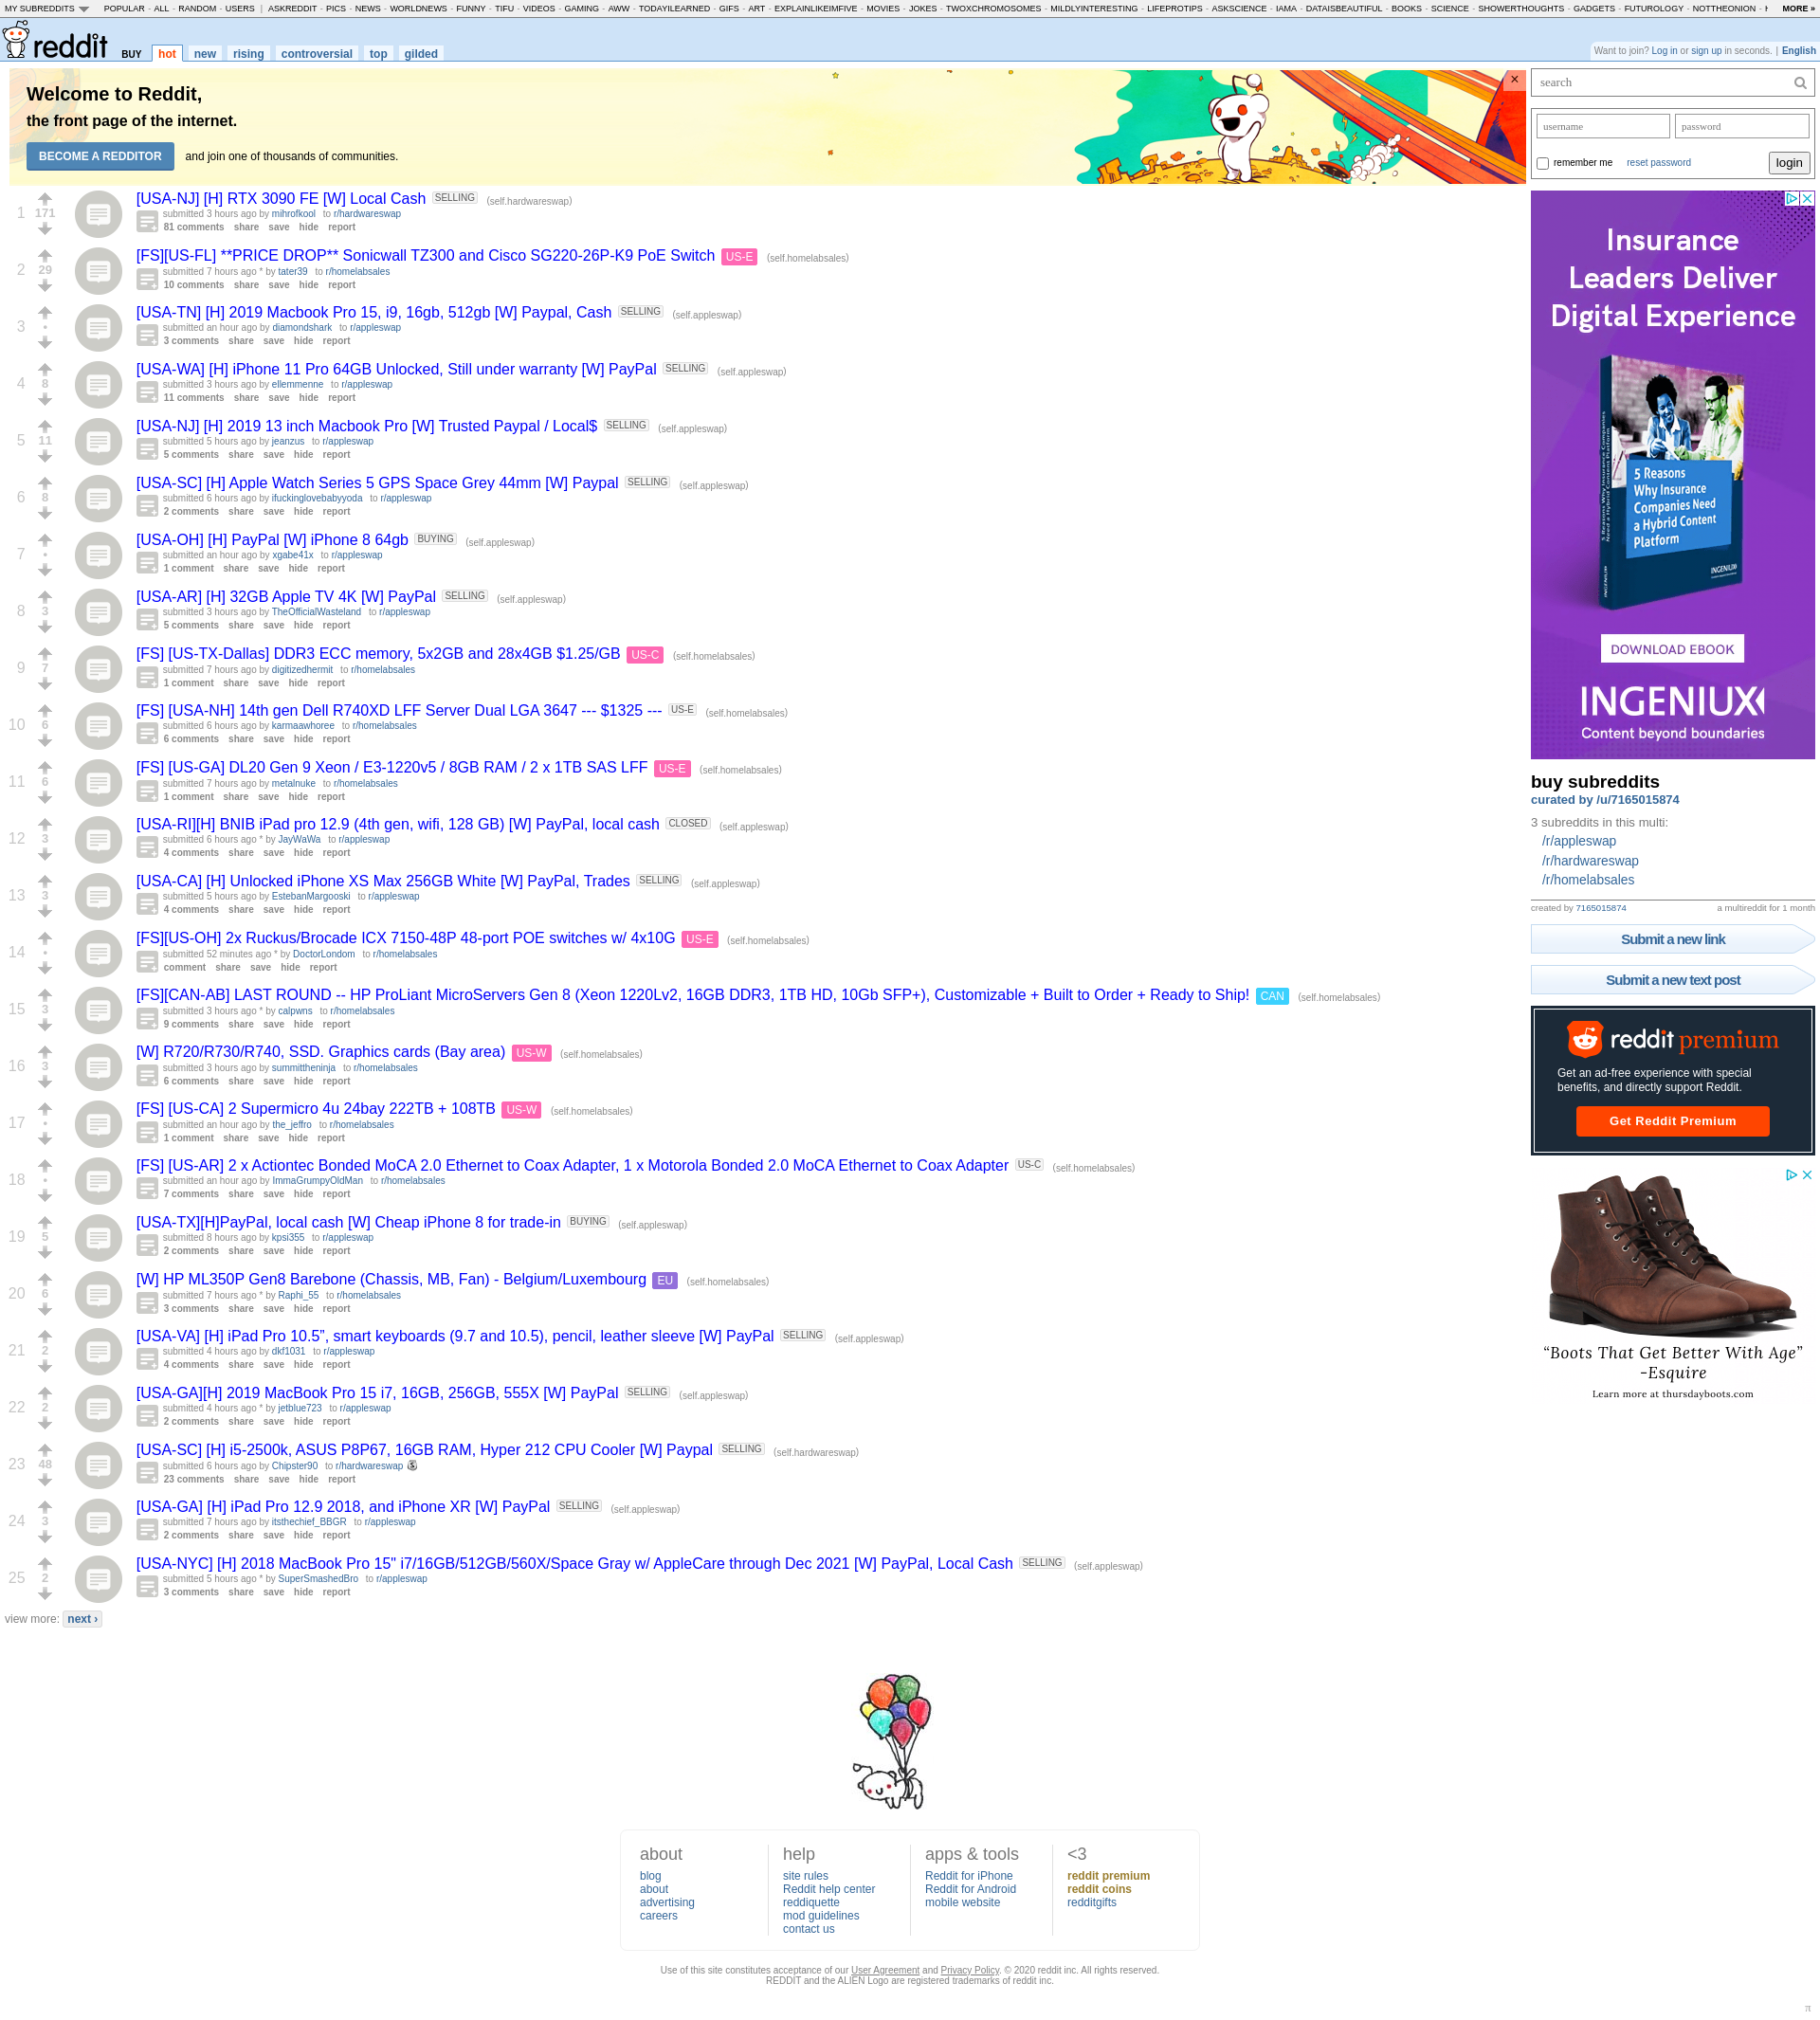 MY SUBREDDITS POPULAR - ALL - RANDOM - USERS | ASKREDDIT - PICS - NEWS - WORLDNEWS - FUNNY - TIFU - VIDEOS - GAMING - AWW - TODAYILEARNED - GIFS - ART - EXPLAINLIKEIMFIVE - MOVIES - JOKES - TWOXCHROMOSOMES - MILDLYINTERESTING - LIFEPROTIPS - ASKSCIENCE - IAMA - DATAISBEAUTIFUL - BOOKS - SCIENCE - SHOWERTHOUGHTS - GADGETS - FUTUROLOGY - NOTTHEONION - MORE »
reddit BUY hot new rising controversial top gilded
Want to join? Log in or sign up in seconds. | English
Welcome to Reddit,
the front page of the internet.
BECOME A REDDITOR and join one of thousands of communities.
×
1
171
[USA-NJ] [H] RTX 3090 FE [W] Local Cash SELLING (self.hardwareswap)
submitted 3 hours ago by mihrofkool to r/hardwareswap
81 comments share save hide report
2
29
[FS][US-FL] **PRICE DROP** Sonicwall TZ300 and Cisco SG220-26P-K9 PoE Switch US-E (self.homelabsales)
submitted 7 hours ago * by tater39 to r/homelabsales
10 comments share save hide report
3
•
[USA-TN] [H] 2019 Macbook Pro 15, i9, 16gb, 512gb [W] Paypal, Cash SELLING (self.appleswap)
submitted an hour ago by diamondshark to r/appleswap
3 comments share save hide report
4
8
[USA-WA] [H] iPhone 11 Pro 64GB Unlocked, Still under warranty [W] PayPal SELLING (self.appleswap)
submitted 3 hours ago by ellemmenne to r/appleswap
11 comments share save hide report
5
11
[USA-NJ] [H] 2019 13 inch Macbook Pro [W] Trusted Paypal / Local$ SELLING (self.appleswap)
submitted 5 hours ago by jeanzus to r/appleswap
5 comments share save hide report
6
8
[USA-SC] [H] Apple Watch Series 5 GPS Space Grey 44mm [W] Paypal SELLING (self.appleswap)
submitted 6 hours ago by ifuckinglovebabyyoda to r/appleswap
2 comments share save hide report
7
•
[USA-OH] [H] PayPal [W] iPhone 8 64gb BUYING (self.appleswap)
submitted an hour ago by xgabe41x to r/appleswap
1 comment share save hide report
8
3
[USA-AR] [H] 32GB Apple TV 4K [W] PayPal SELLING (self.appleswap)
submitted 3 hours ago by TheOfficialWasteland to r/appleswap
5 comments share save hide report
9
7
[FS] [US-TX-Dallas] DDR3 ECC memory, 5x2GB and 28x4GB $1.25/GB US-C (self.homelabsales)
submitted 7 hours ago by digitizedhermit to r/homelabsales
1 comment share save hide report
10
6
[FS] [USA-NH] 14th gen Dell R740XD LFF Server Dual LGA 3647 --- $1325 --- US-E (self.homelabsales)
submitted 6 hours ago by karmaawhoree to r/homelabsales
6 comments share save hide report
11
6
[FS] [US-GA] DL20 Gen 9 Xeon / E3-1220v5 / 8GB RAM / 2 x 1TB SAS LFF US-E (self.homelabsales)
submitted 7 hours ago by metalnuke to r/homelabsales
1 comment share save hide report
12
3
[USA-RI][H] BNIB iPad pro 12.9 (4th gen, wifi, 128 GB) [W] PayPal, local cash CLOSED (self.appleswap)
submitted 6 hours ago * by JayWaWa to r/appleswap
4 comments share save hide report
13
3
[USA-CA] [H] Unlocked iPhone XS Max 256GB White [W] PayPal, Trades SELLING (self.appleswap)
submitted 5 hours ago by EstebanMargooski to r/appleswap
4 comments share save hide report
14
•
[FS][US-OH] 2x Ruckus/Brocade ICX 7150-48P 48-port POE switches w/ 4x10G US-E (self.homelabsales)
submitted 52 minutes ago * by DoctorLondom to r/homelabsales
comment share save hide report
15
3
[FS][CAN-AB] LAST ROUND -- HP ProLiant MicroServers Gen 8 (Xeon 1220Lv2, 16GB DDR3, 1TB HD, 10Gb SFP+), Customizable + Built to Order + Ready to Ship! CAN (self.homelabsales)
submitted 3 hours ago * by calpwns to r/homelabsales
9 comments share save hide report
16
3
[W] R720/R730/R740, SSD. Graphics cards (Bay area) US-W (self.homelabsales)
submitted 3 hours ago by summittheninja to r/homelabsales
6 comments share save hide report
17
•
[FS] [US-CA] 2 Supermicro 4u 24bay 222TB + 108TB US-W (self.homelabsales)
submitted an hour ago by the_jeffro to r/homelabsales
1 comment share save hide report
18
•
[FS] [US-AR] 2 x Actiontec Bonded MoCA 2.0 Ethernet to Coax Adapter, 1 x Motorola Bonded 2.0 MoCA Ethernet to Coax Adapter US-C (self.homelabsales)
submitted an hour ago by ImmaGrumpyOldMan to r/homelabsales
7 comments share save hide report
19
5
[USA-TX][H]PayPal, local cash [W] Cheap iPhone 8 for trade-in BUYING (self.appleswap)
submitted 8 hours ago by kpsi355 to r/appleswap
2 comments share save hide report
20
6
[W] HP ML350P Gen8 Barebone (Chassis, MB, Fan) - Belgium/Luxembourg EU (self.homelabsales)
submitted 7 hours ago * by Raphi_55 to r/homelabsales
3 comments share save hide report
21
2
[USA-VA] [H] iPad Pro 10.5”, smart keyboards (9.7 and 10.5), pencil, leather sleeve [W] PayPal SELLING (self.appleswap)
submitted 4 hours ago by dkf1031 to r/appleswap
4 comments share save hide report
22
2
[USA-GA][H] 2019 MacBook Pro 15 i7, 16GB, 256GB, 555X [W] PayPal SELLING (self.appleswap)
submitted 4 hours ago * by jetblue723 to r/appleswap
2 comments share save hide report
23
48
[USA-SC] [H] i5-2500k, ASUS P8P67, 16GB RAM, Hyper 212 CPU Cooler [W] Paypal SELLING (self.hardwareswap)
submitted 6 hours ago by Chipster90 to r/hardwareswap
23 comments share save hide report
24
3
[USA-GA] [H] iPad Pro 12.9 2018, and iPhone XR [W] PayPal SELLING (self.appleswap)
submitted 7 hours ago by itsthechief_BBGR to r/appleswap
2 comments share save hide report
25
2
[USA-NYC] [H] 2018 MacBook Pro 15" i7/16GB/512GB/560X/Space Gray w/ AppleCare through Dec 2021 [W] PayPal, Local Cash SELLING (self.appleswap)
submitted 5 hours ago * by SuperSmashedBro to r/appleswap
3 comments share save hide report
view more: next ›
search
username password
remember me reset password login
Insurance
Leaders Deliver
Digital Experience
5 Reasons
Why Insurance
Companies Need
a Hybrid Content
Platform
5 Reasons Why Insurance Companies Need a Hybrid Content Platform
INGENIUX
INGENIUX
DOWNLOAD EBOOK
INGENIUX
Content beyond boundaries
buy subreddits
curated by /u/7165015874
3 subreddits in this multi:
/r/appleswap
/r/hardwareswap
/r/homelabsales
created by 7165015874 a multireddit for 1 month
Submit a new link
Submit a new text post
reddit premium
Get an ad-free experience with special
benefits, and directly support Reddit.
Get Reddit Premium
“Boots That Get Better With Age”
-Esquire
Learn more at thursdayboots.com
about
blog
about
advertising
careers
help
site rules
Reddit help center
reddiquette
mod guidelines
contact us
apps & tools
Reddit for iPhone
Reddit for Android
mobile website
<3
reddit premium
reddit coins
redditgifts
Use of this site constitutes acceptance of our User Agreement and Privacy Policy. © 2020 reddit inc. All rights reserved.
REDDIT and the ALIEN Logo are registered trademarks of reddit inc.
π